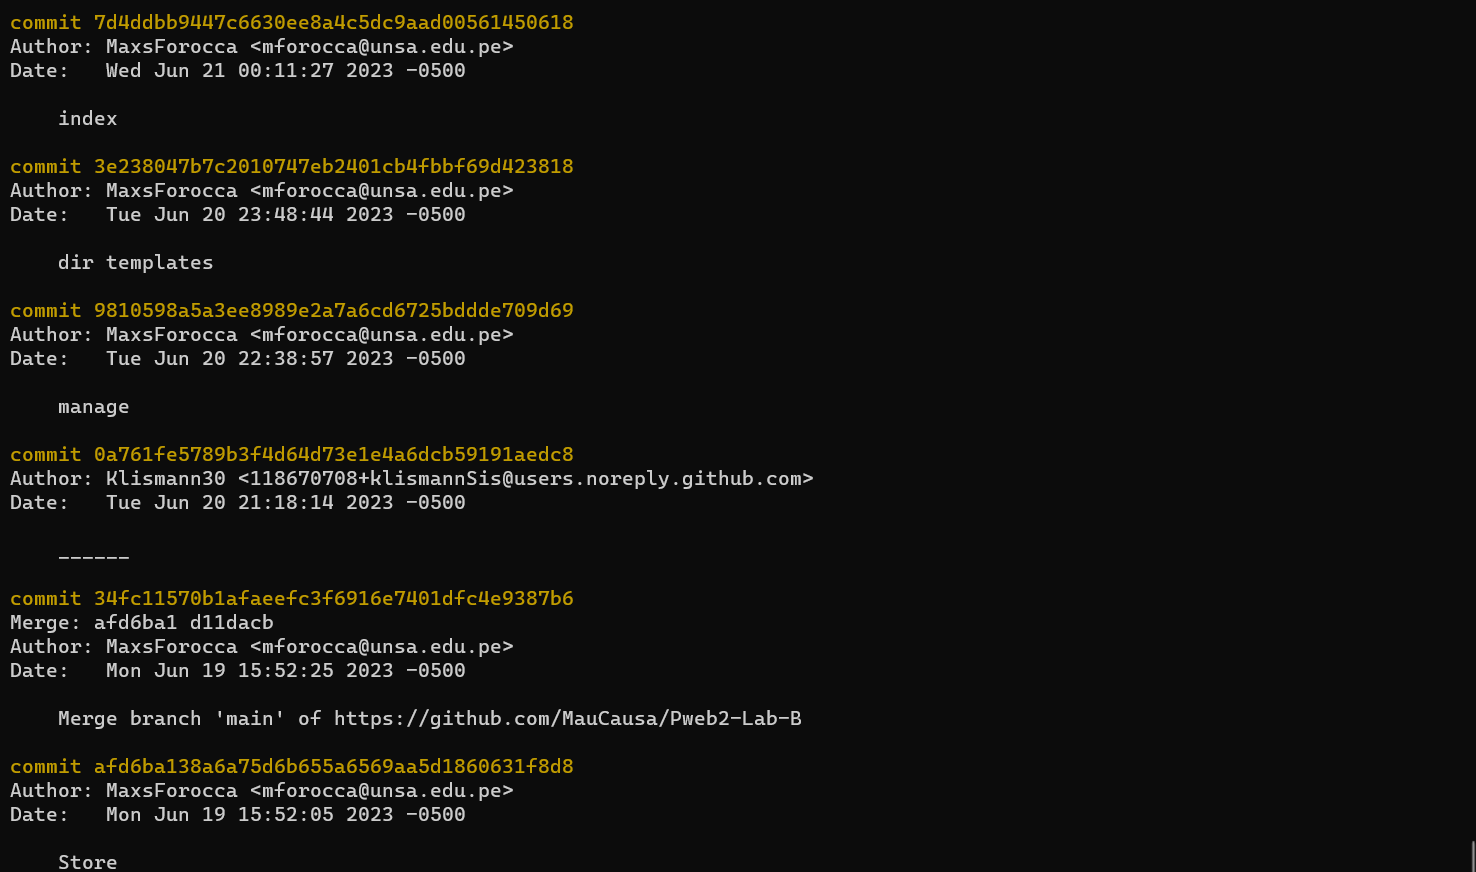 commit 7d4ddbb9447c6630ee8a4c5dc9aad00561450618
Author: MaxsForocca <mforocca@unsa.edu.pe>
Date:   Wed Jun 21 00:11:27 2023 -0500
index
commit 3e238047b7c2010747eb2401cb4fbbf69d423818
Author: MaxsForocca <mforocca@unsa.edu.pe>
Date:   Tue Jun 20 23:48:44 2023 -0500
dir templates
commit 9810598a5a3ee8989e2a7a6cd6725bddde709d69
Author: MaxsForocca <mforocca@unsa.edu.pe>
Date:   Tue Jun 20 22:38:57 2023 -0500
manage
commit 0a761fe5789b3f4d64d73e1e4a6dcb59191aedc8
Author: Klismann30 <118670708+klismannSis@users.noreply.github.com>
Date:   Tue Jun 20 21:18:14 2023 -0500
______
commit 34fc11570b1afaeefc3f6916e7401dfc4e9387b6
Merge: afd6ba1 d11dacb
Author: MaxsForocca <mforocca@unsa.edu.pe>
Date:   Mon Jun 19 15:52:25 2023 -0500
Merge branch 'main' of https://github.com/MauCausa/Pweb2-Lab-B
commit afd6ba138a6a75d6b655a6569aa5d1860631f8d8
Author: MaxsForocca <mforocca@unsa.edu.pe>
Date:   Mon Jun 19 15:52:05 2023 -0500
Store